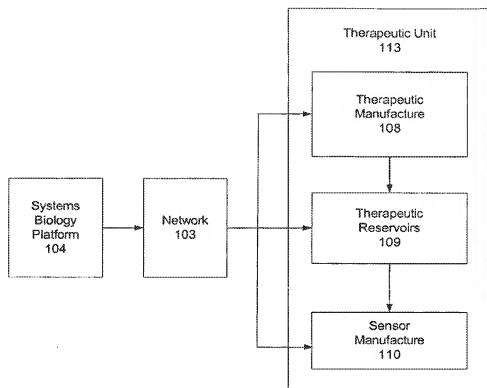 Therapeutic Unit
113
Therapeutic
Manufacture
108
Systems
Biology
Platform
104
Network
103
Therapeutic
Reservoirs
109
Sensor
Manufacture
110